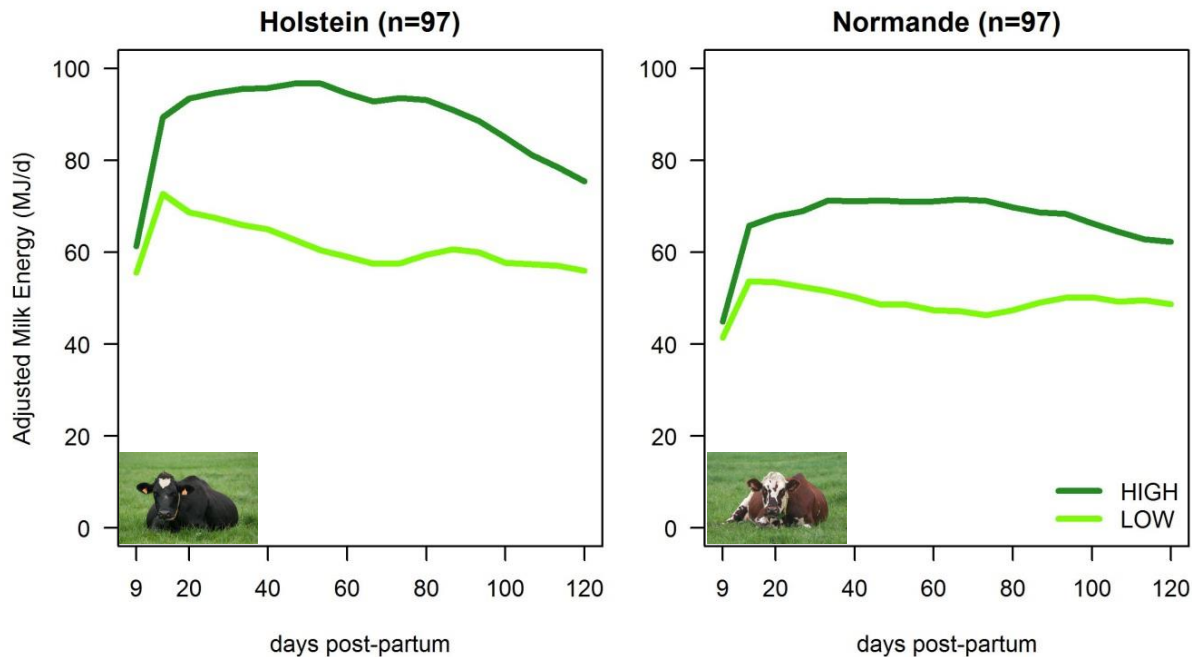 Holstein (n=97)
Adjusted Milk Energy (MJ/d)
100
80
60
40
20
0
9 20 40 60 80 100 120
days post-partum
Normande (n=97)
100
80
60
40
20
0
HIGH
LOW
9 20 40 60 80 100 120
days post-partum